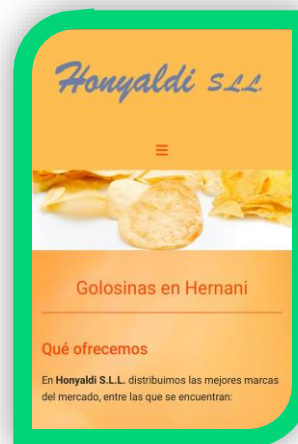 Honyaldi S.L.L.
Golosinas en Hernani
Qué ofrecemos
En Honyaldi S.L.L. distribuimos las mejores marcas
del mercado, entre las que se encuentran: